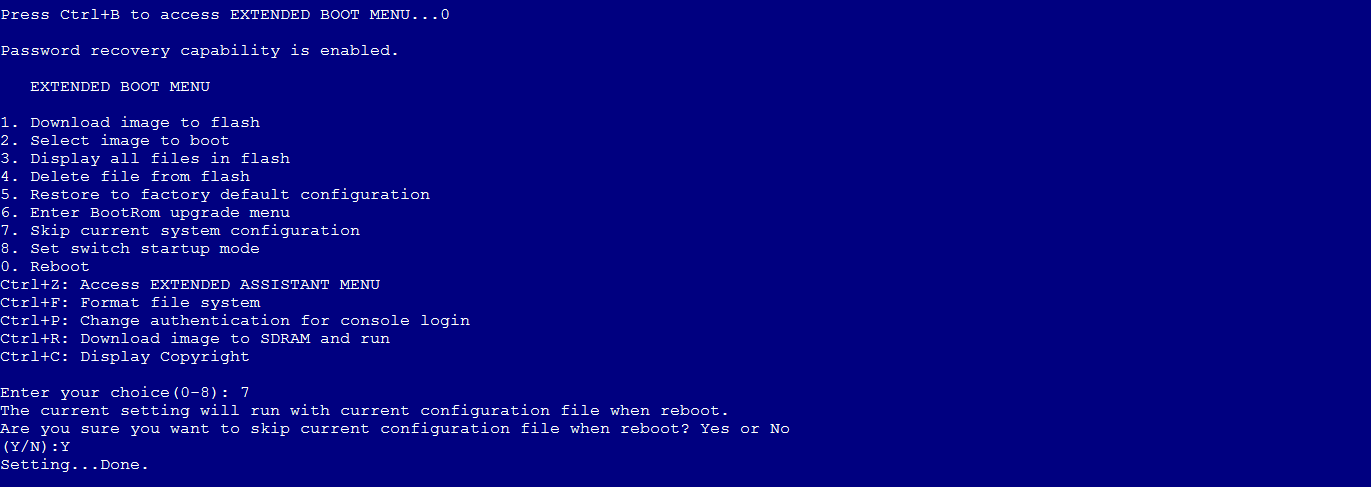 Press Ctrl+B to access EXTENDED BOOT MENU...0
Password recovery capability is enabled.
EXTENDED BOOT MENU
1. Download image to flash
2. Select image to boot
3. Display all files in flash
4. Delete file from flash
5. Restore to factory default configuration
6. Enter BootRom upgrade menu
7. Skip current system configuration
8. Set switch startup mode
0. Reboot
Ctrl+Z: Access EXTENDED ASSISTANT MENU
Ctrl+F: Format file system
Ctrl+P: Change authentication for console login
Ctrl+R: Download image to SDRAM and run
Ctrl+C: Display Copyright
Enter your choice(0-8): 7
The current setting will run with current configuration file when reboot.
Are you sure you want to skip current configuration file when reboot? Yes or No
(Y/N):Y
Setting...Done.